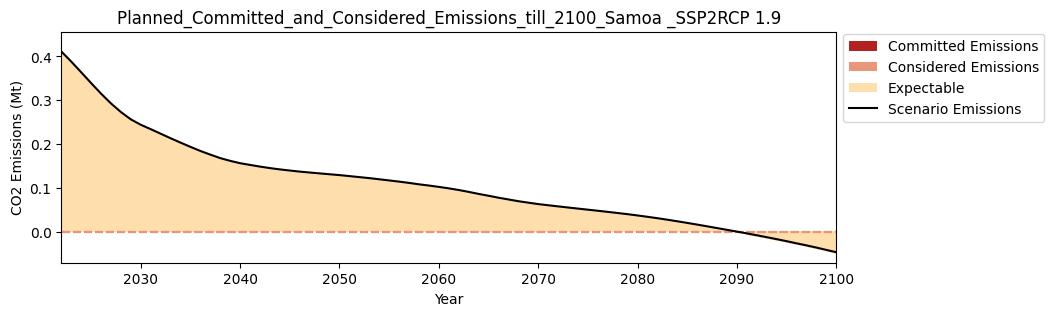 Planned_Committed_and_Considered_Emissions_till_2100_Samoa _SSP2RCP 1.9
Committed Emissions
Considered Emissions
Expectable
Scenario Emissions
CO2 Emissions (Mt)
0.4
0.3
0.2
0.1
0.0
2030 2040 2050 2060 2070 2080 2090 2100
Year